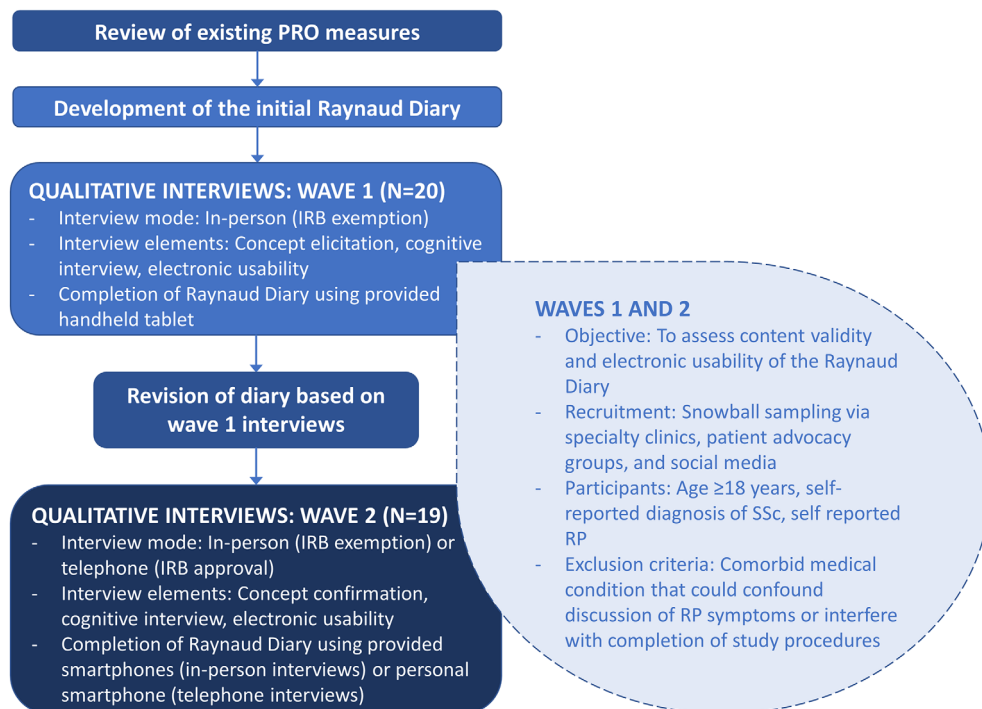 Review of existing PRO measures
Development of the initial Raynaud Diary
QUALITATIVE INTERVIEWS: WAVE 1 (N=20)
- Interview mode: In-person (IRB exemption)
- Interview elements: Concept elicitation, cognitive
interview, electronic usability
- Completion of Raynaud Diary using provided
handheld tablet
Revision of diary based on
wave 1 interviews
QUALITATIVE INTERVIEWS: WAVE 2 (N=19)
- Interview mode: In-person (IRB exemption) or
telephone (IRB approval)
- Interview elements: Concept confirmation,
cognitive interview, electronic usability
- Completion of Raynaud Diary using provided
smartphones (in-person interviews) or personal
smartphone (telephone interviews)
WAVES 1 AND 2
- Objective: To assess content validity
and electronic usability of the Raynaud
Diary
- Recruitment: Snowball sampling via
specialty clinics, patient advocacy
groups, and social media
- Participants: Age ≥18 years, self-
reported diagnosis of SSc, self reported
RP
- Exclusion criteria: Comorbid medical
condition that could confound
discussion of RP symptoms or interfere
with completion of study procedures